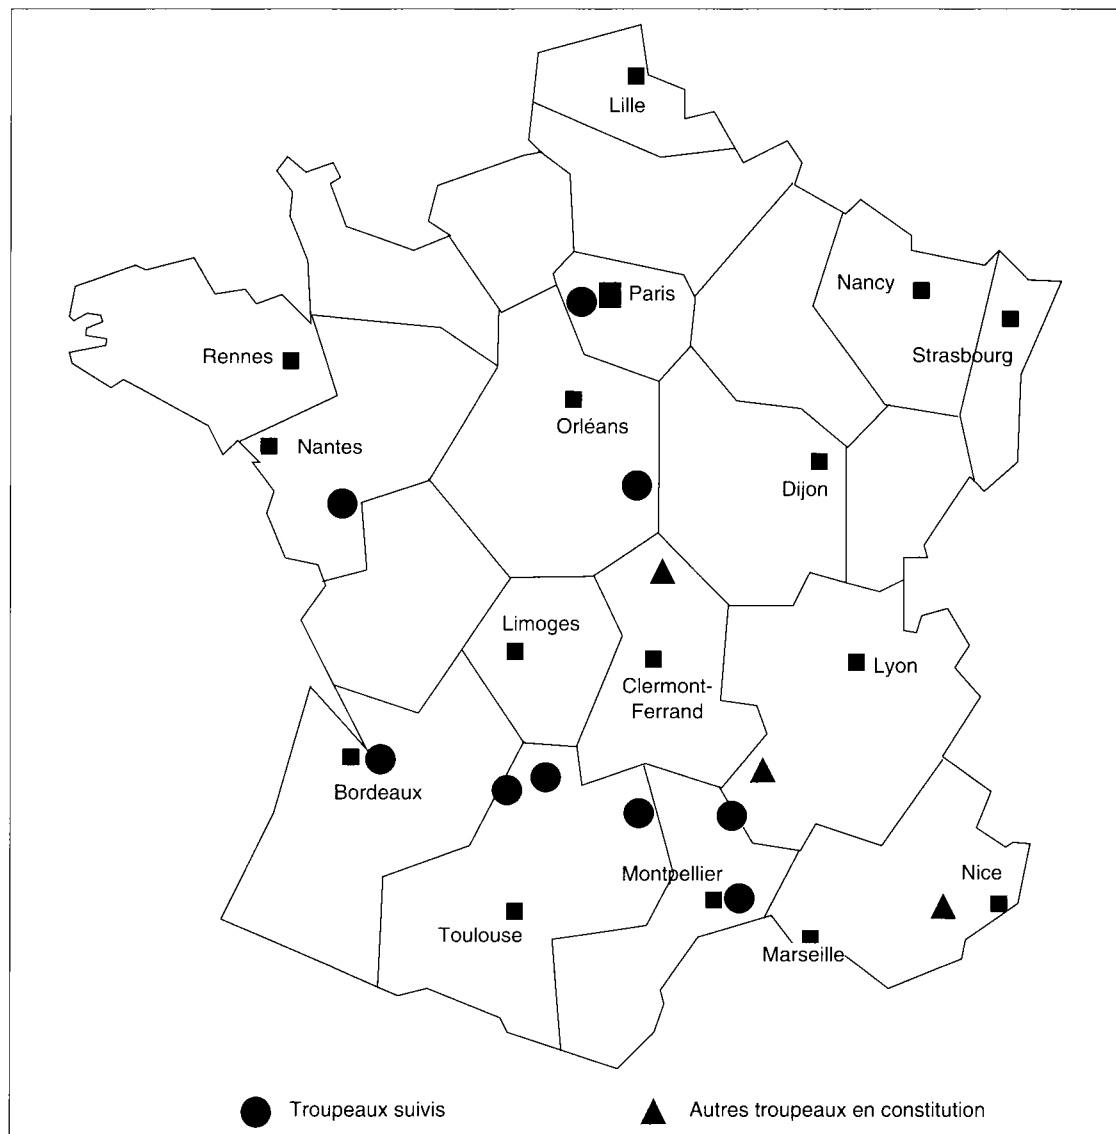 Lille
Paris
Nancy
Strasbourg
Rennes
Orléans
Nantes
Dijon
Limoges
Clermont-
Ferrand
Lyon
Bordeaux
Montpellier
Nice
Toulouse
Marseille
Troupeaux suivis
Autres troupeaux en constitution